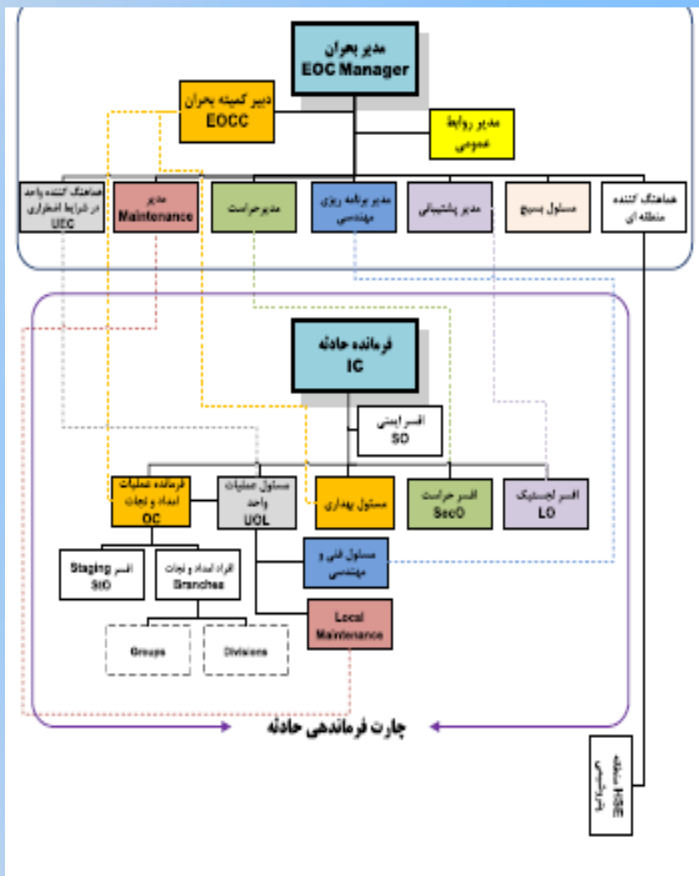 مدیر بحران
EOC Manager
دبیر کمیته بحران
EOCC
مدیر روابط
عمومی
هماهنگ کننده واحد
در شرایط اضطراری
UEC
مدیر
Maintenance
مدیرحراست
مدیر برنامه ریزی
مهندسی
مدیر پشتیبانی
مسئول بسیج
هماهنگ کننده
منطقه ای
فرمانده حادثه
IC
افسر ایمنی
SO
فرمانده عملیات
امداد و نجات
OC
مسئول عملیات
واحد
UOL
مسئول بهداری
افسر حراست
SecO
افسر لجستیک
LO
افسر Staging
StO
افراد امداد و نجات
Branches
مسئول فنی و
مهندسی
Groups
Divisions
Local
Maintenance
چارت فرماندهی حادثه
HSE منطقه
پتروشیمی